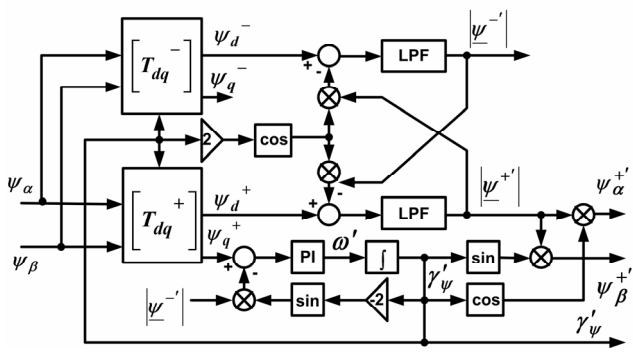 ψ_d^-
|ψ^-′|
[T_dq^-]
LPF
+ -
ψ_q^-
2
cos
ψ_α
ψ_d^+
-
+
|ψ^+′|
ψ_α^+′
[T_dq^+]
LPF
ψ_q^+
ω′
ψ_β
+ -
PI
∫
γ′_ψ
sin
ψ_β^+′
|ψ^-′|
sin
-2
cos
γ′_ψ